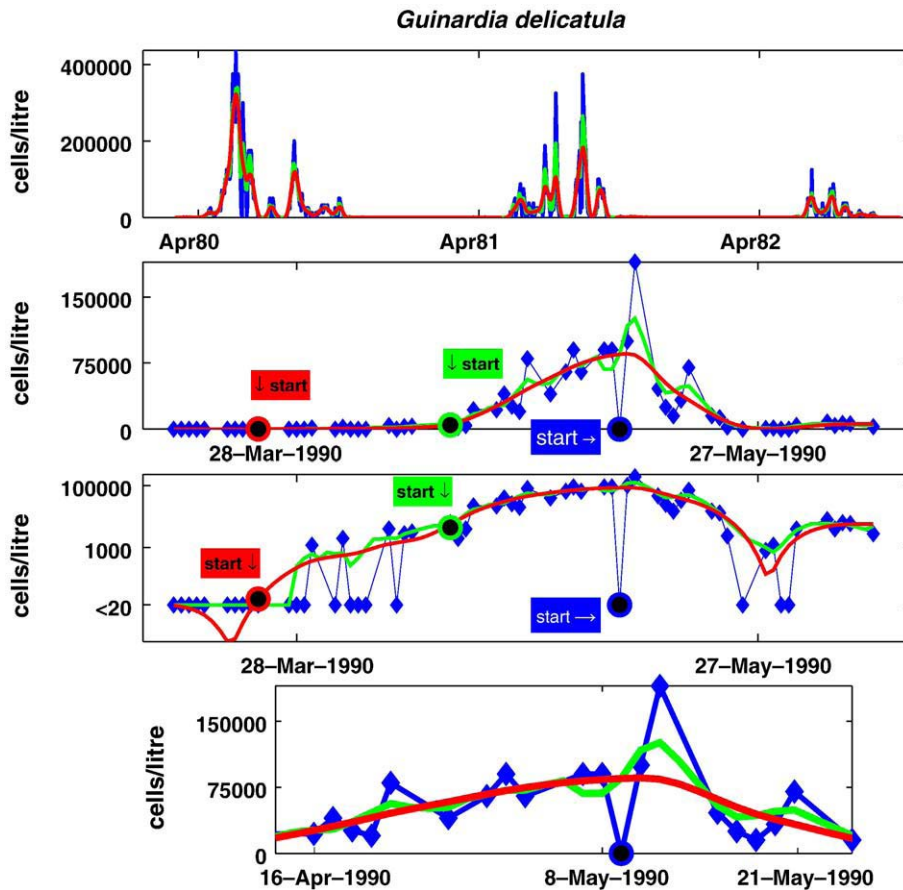 Guinardia delicatula
cells/litre
400000
200000
0
Apr80 Apr81 Apr82
cells/litre
150000
75000
0
↓ start
↓ start
start →
28–Mar–1990 27–May–1990
cells/litre
100000
1000
<20
start ↓
start ↓
start →
28–Mar–1990 27–May–1990
cells/litre
150000
75000
0
16–Apr–1990 8–May–1990 21–May–1990